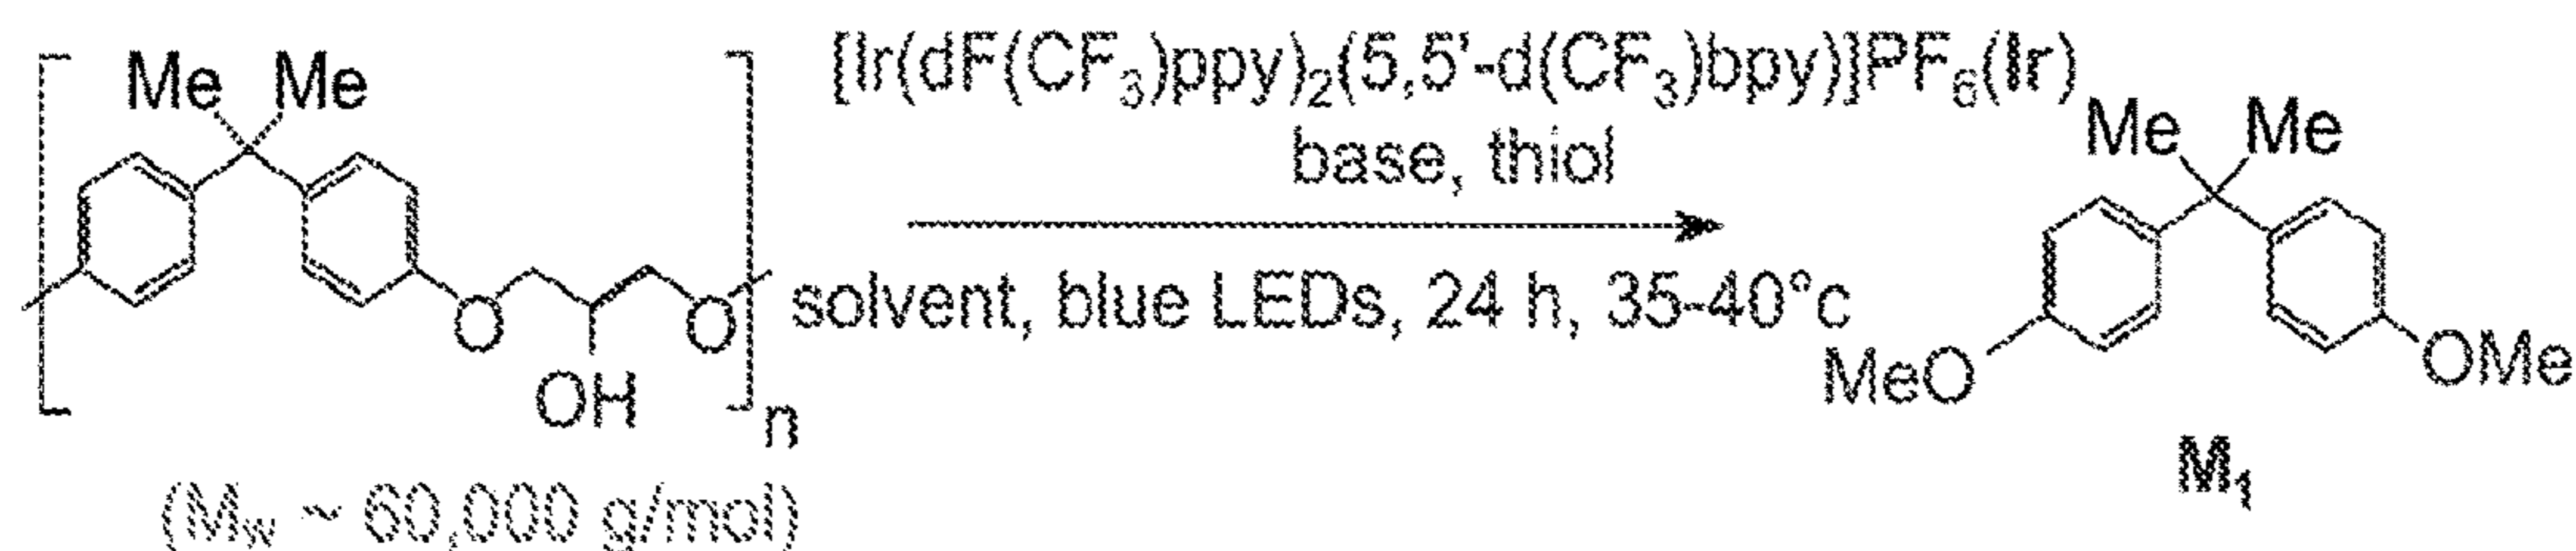 Me Me
O O
OH
n
(Mw ~ 60,000 g/mol)
[Ir(dF(CF3)ppy)2(5,5'-d(CF3)bpy)]PF6(Ir)
base, thiol
solvent, blue LEDs, 24 h, 35-40°c
Me Me
MeO OMe
M1